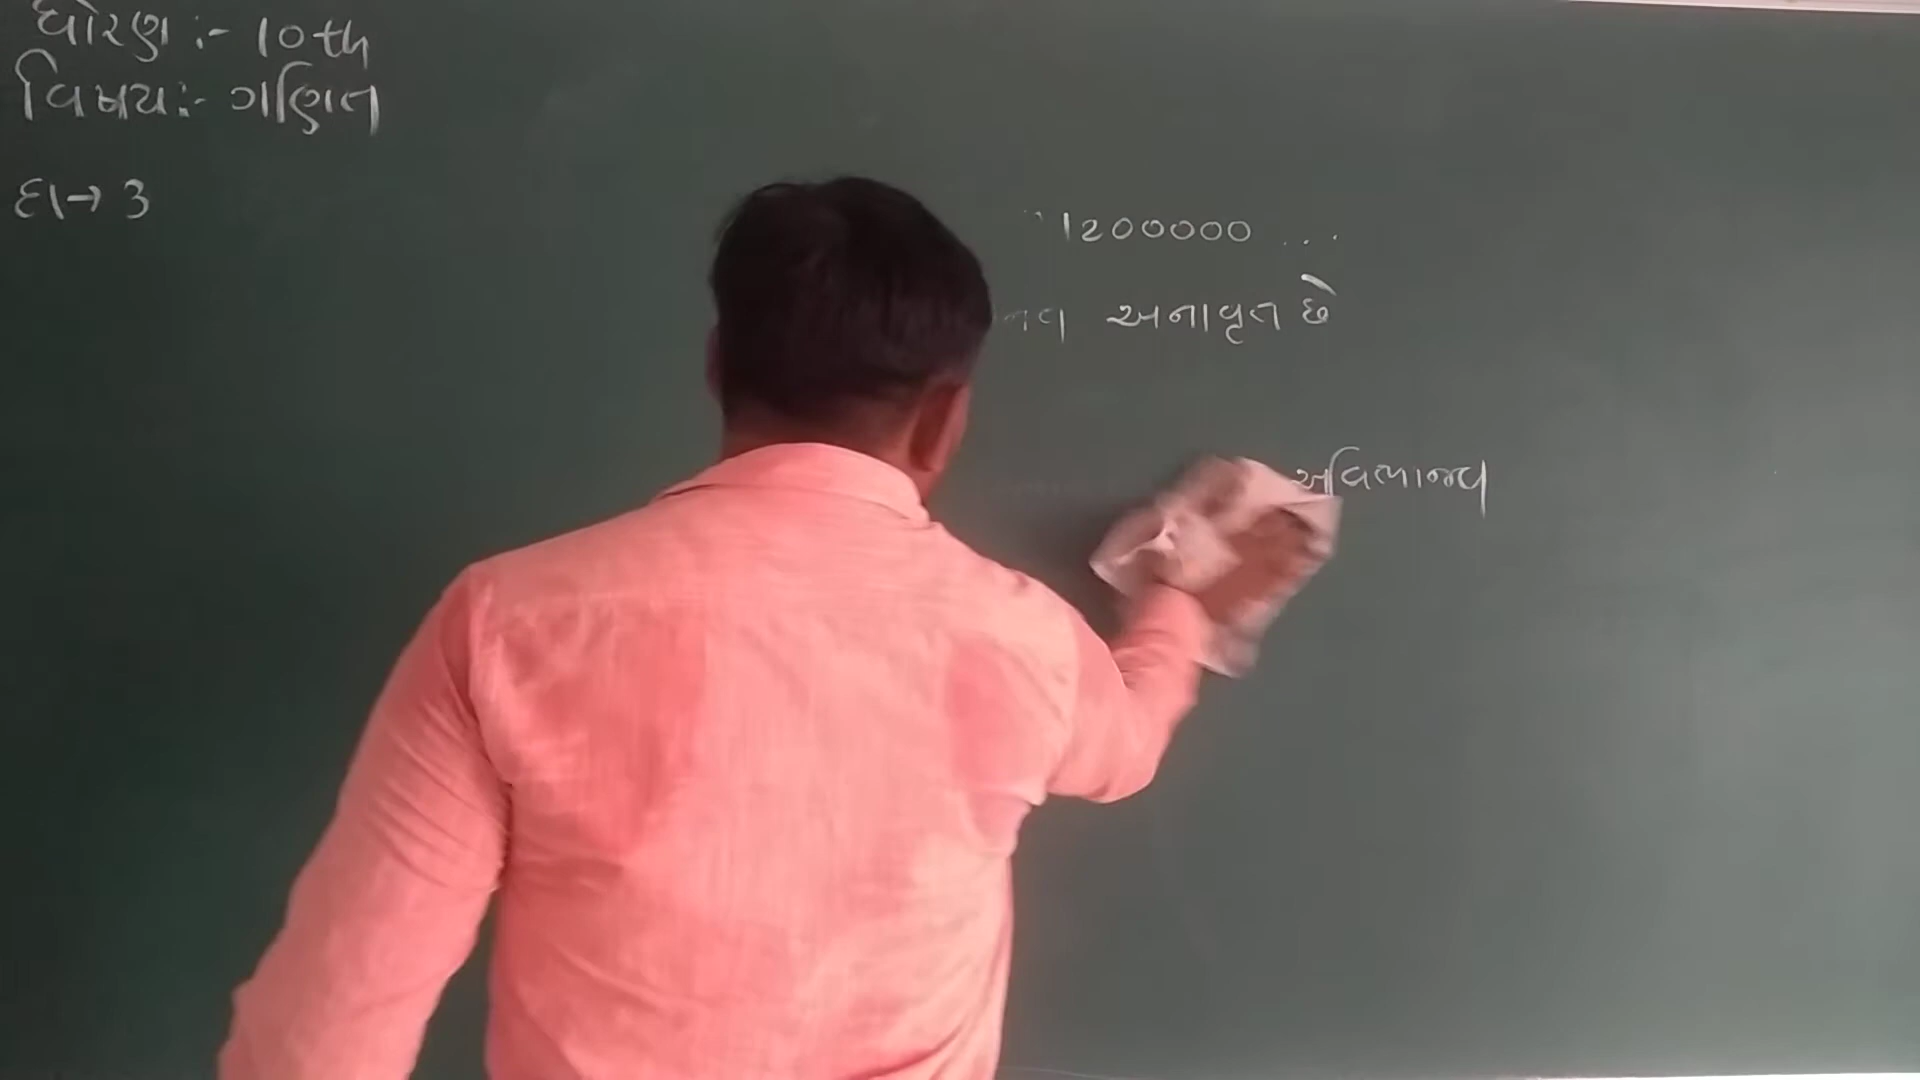 ધોરણ :- 10th
વિષય:- ગણિત
દા→ 3
1200000 ...
અનાવૃત છે
અવિભાજ્ય